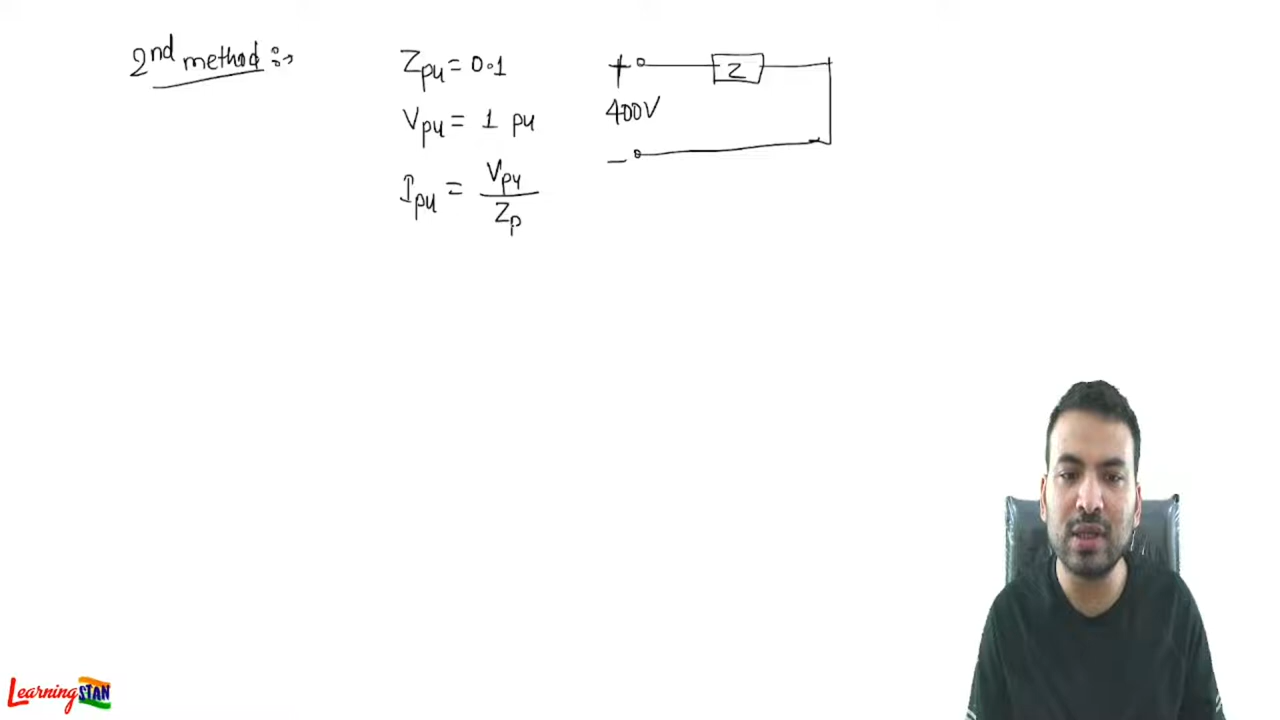 2nd method :→
Zpu = 0.1
Vpu = 1 pu
Ipu = Vpu / Zp
+
Z
400V
−
LearningSTAN